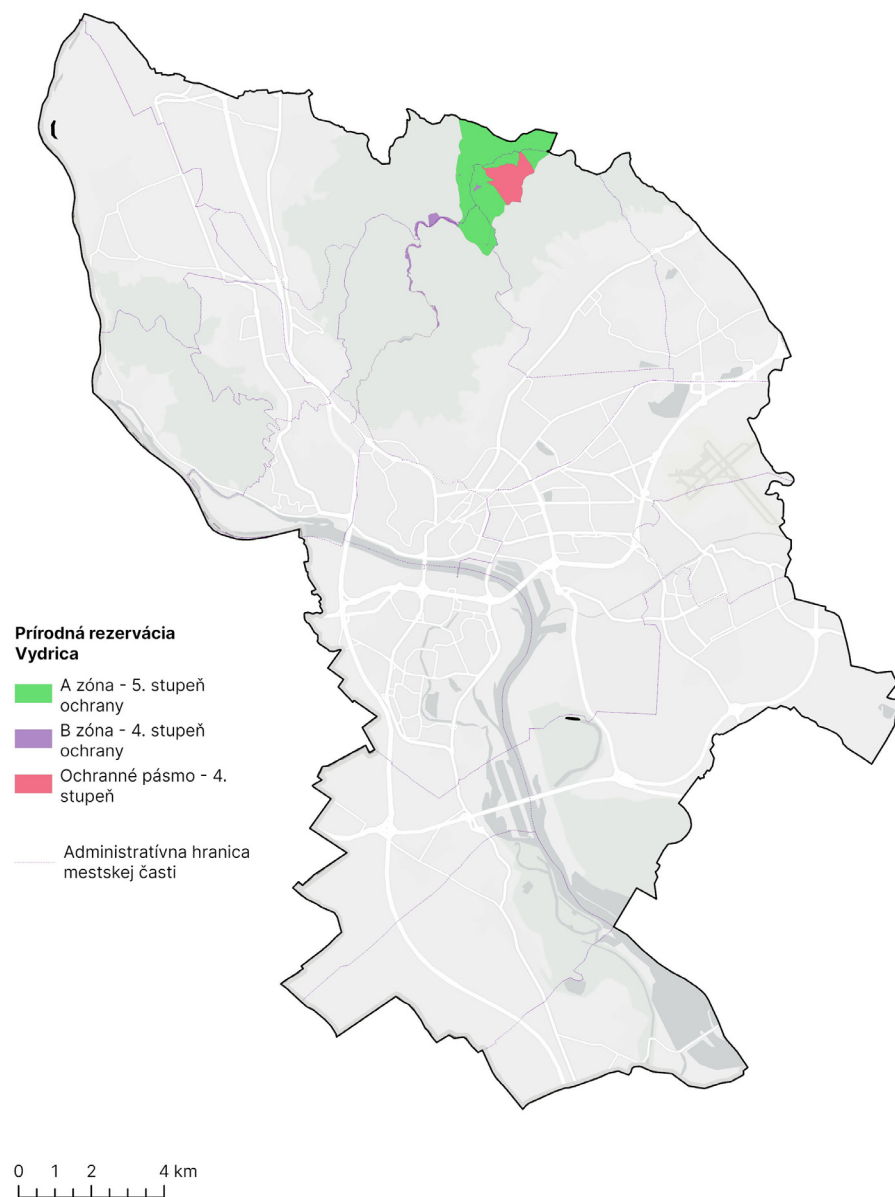 Prírodná rezervácia
Vydrica
A zóna - 5. stupeň
ochrany
B zóna - 4. stupeň
ochrany
Ochranné pásmo - 4.
stupeň
Administratívna hranica
mestskej časti
0 1 2 4 km